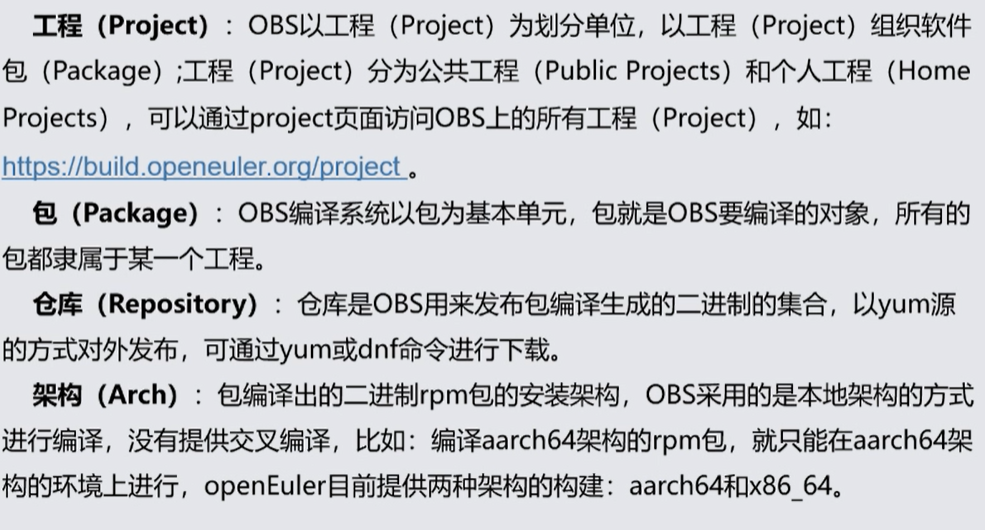 工程（Project）：OBS以工程（Project）为划分单位，以工程（Project）组织软件
包（Package）;工程（Project）分为公共工程（Public Projects）和个人工程（Home
Projects），可以通过project页面访问OBS上的所有工程（Project），如：
https://build.openeuler.org/project 。
包（Package）：OBS编译系统以包为基本单元，包就是OBS要编译的对象，所有的
包都隶属于某一个工程。
仓库（Repository）：仓库是OBS用来发布包编译生成的二进制的集合，以yum源
的方式对外发布，可通过yum或dnf命令进行下载。
架构（Arch）：包编译出的二进制rpm包的安装架构，OBS采用的是本地架构的方式
进行编译，没有提供交叉编译，比如：编译aarch64架构的rpm包，就只能在aarch64架
构的环境上进行，openEuler目前提供两种架构的构建：aarch64和x86_64。